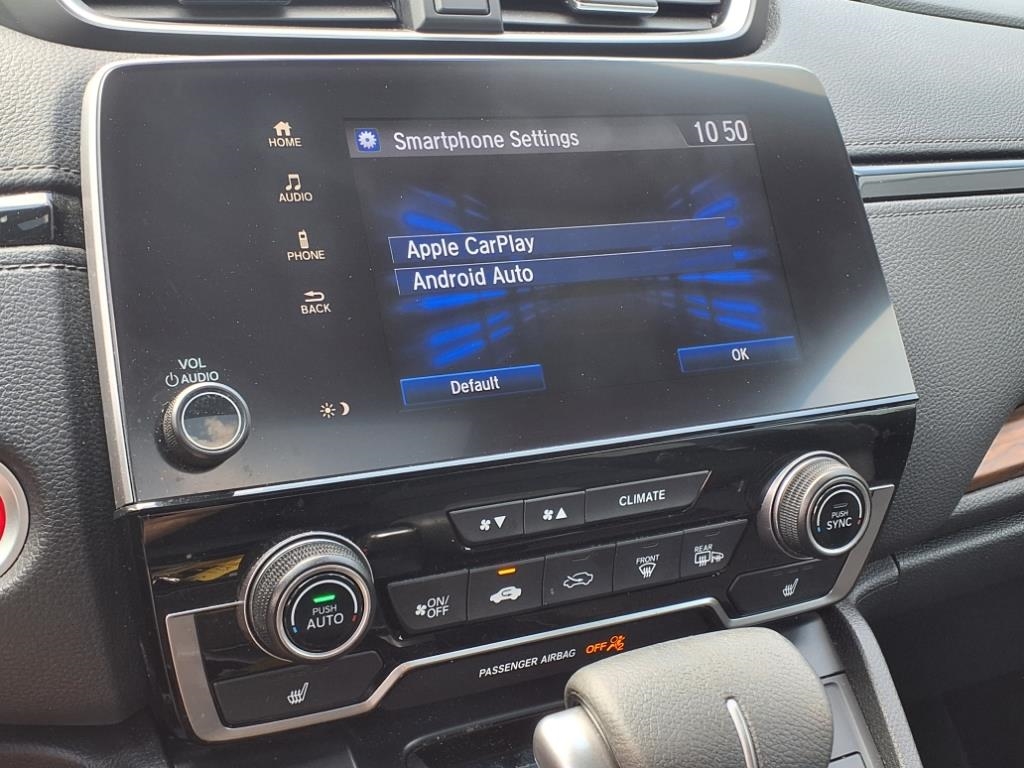 Smartphone Settings
10 50
HOME
AUDIO
PHONE
BACK
Apple CarPlay
Android Auto
Default
OK
VOL
AUDIO
CLIMATE
PUSH
SYNC
ON/
OFF
FRONT
REAR
PUSH
AUTO
PASSENGER AIRBAG
OFF
2